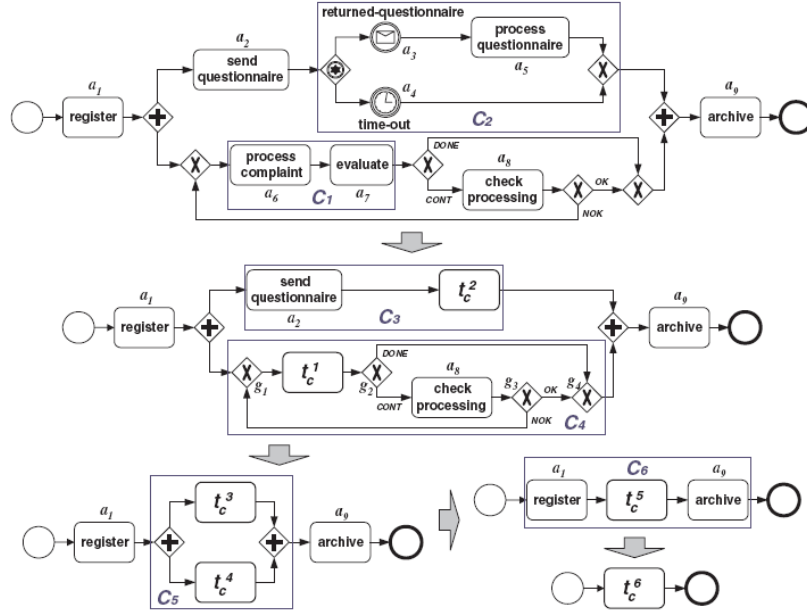 returned-questionnaire
a2
send
questionnaire
a3
process
questionnaire
a5
a4
time-out
C2
a1
register
a9
archive
process
complaint
a6
evaluate
a7
C1
DONE
CONT
a8
check
processing
OK
NOK
a1
register
send
questionnaire
a2
tc2
C3
a9
archive
g1
tc1
g2
DONE
CONT
a8
check
processing
g3
OK
NOK
g4
C4
a1
register
tc3
tc4
C5
a9
archive
a1
register
C6
tc5
a9
archive
tc6